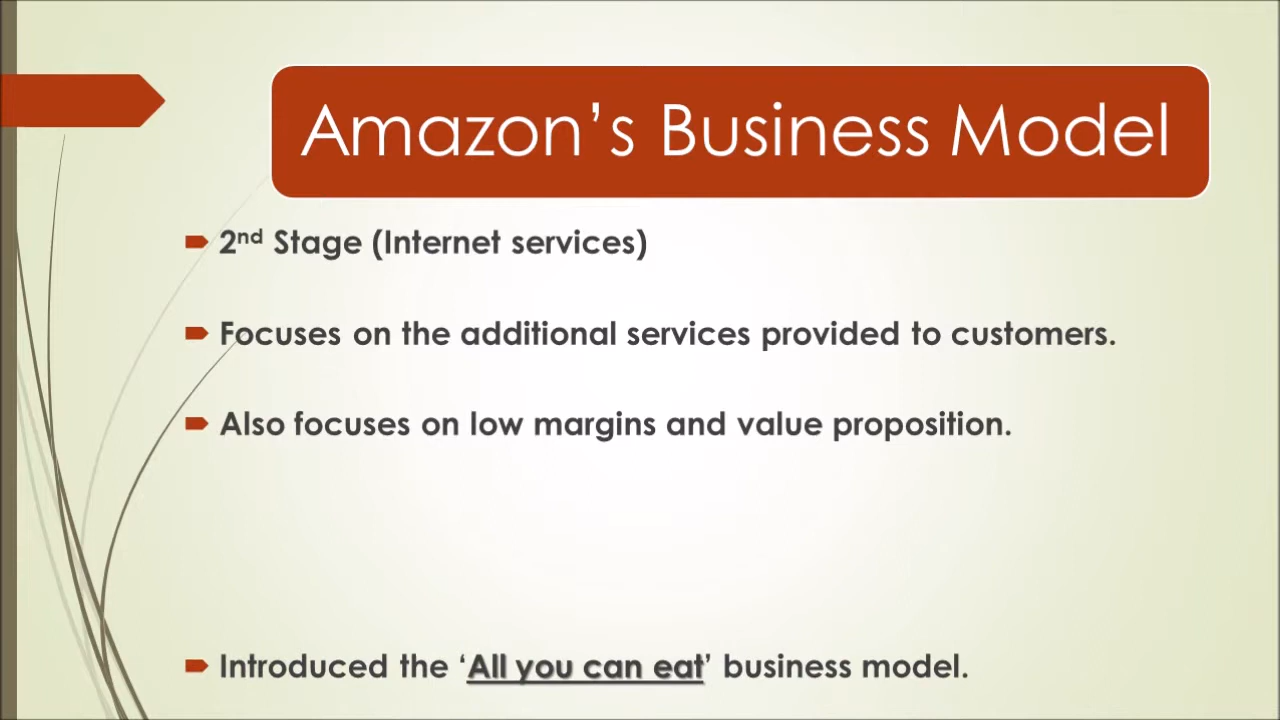 Amazon’s Business Model
2nd Stage (Internet services)
Focuses on the additional services provided to customers.
Also focuses on low margins and value proposition.
Introduced the ‘All you can eat’ business model.